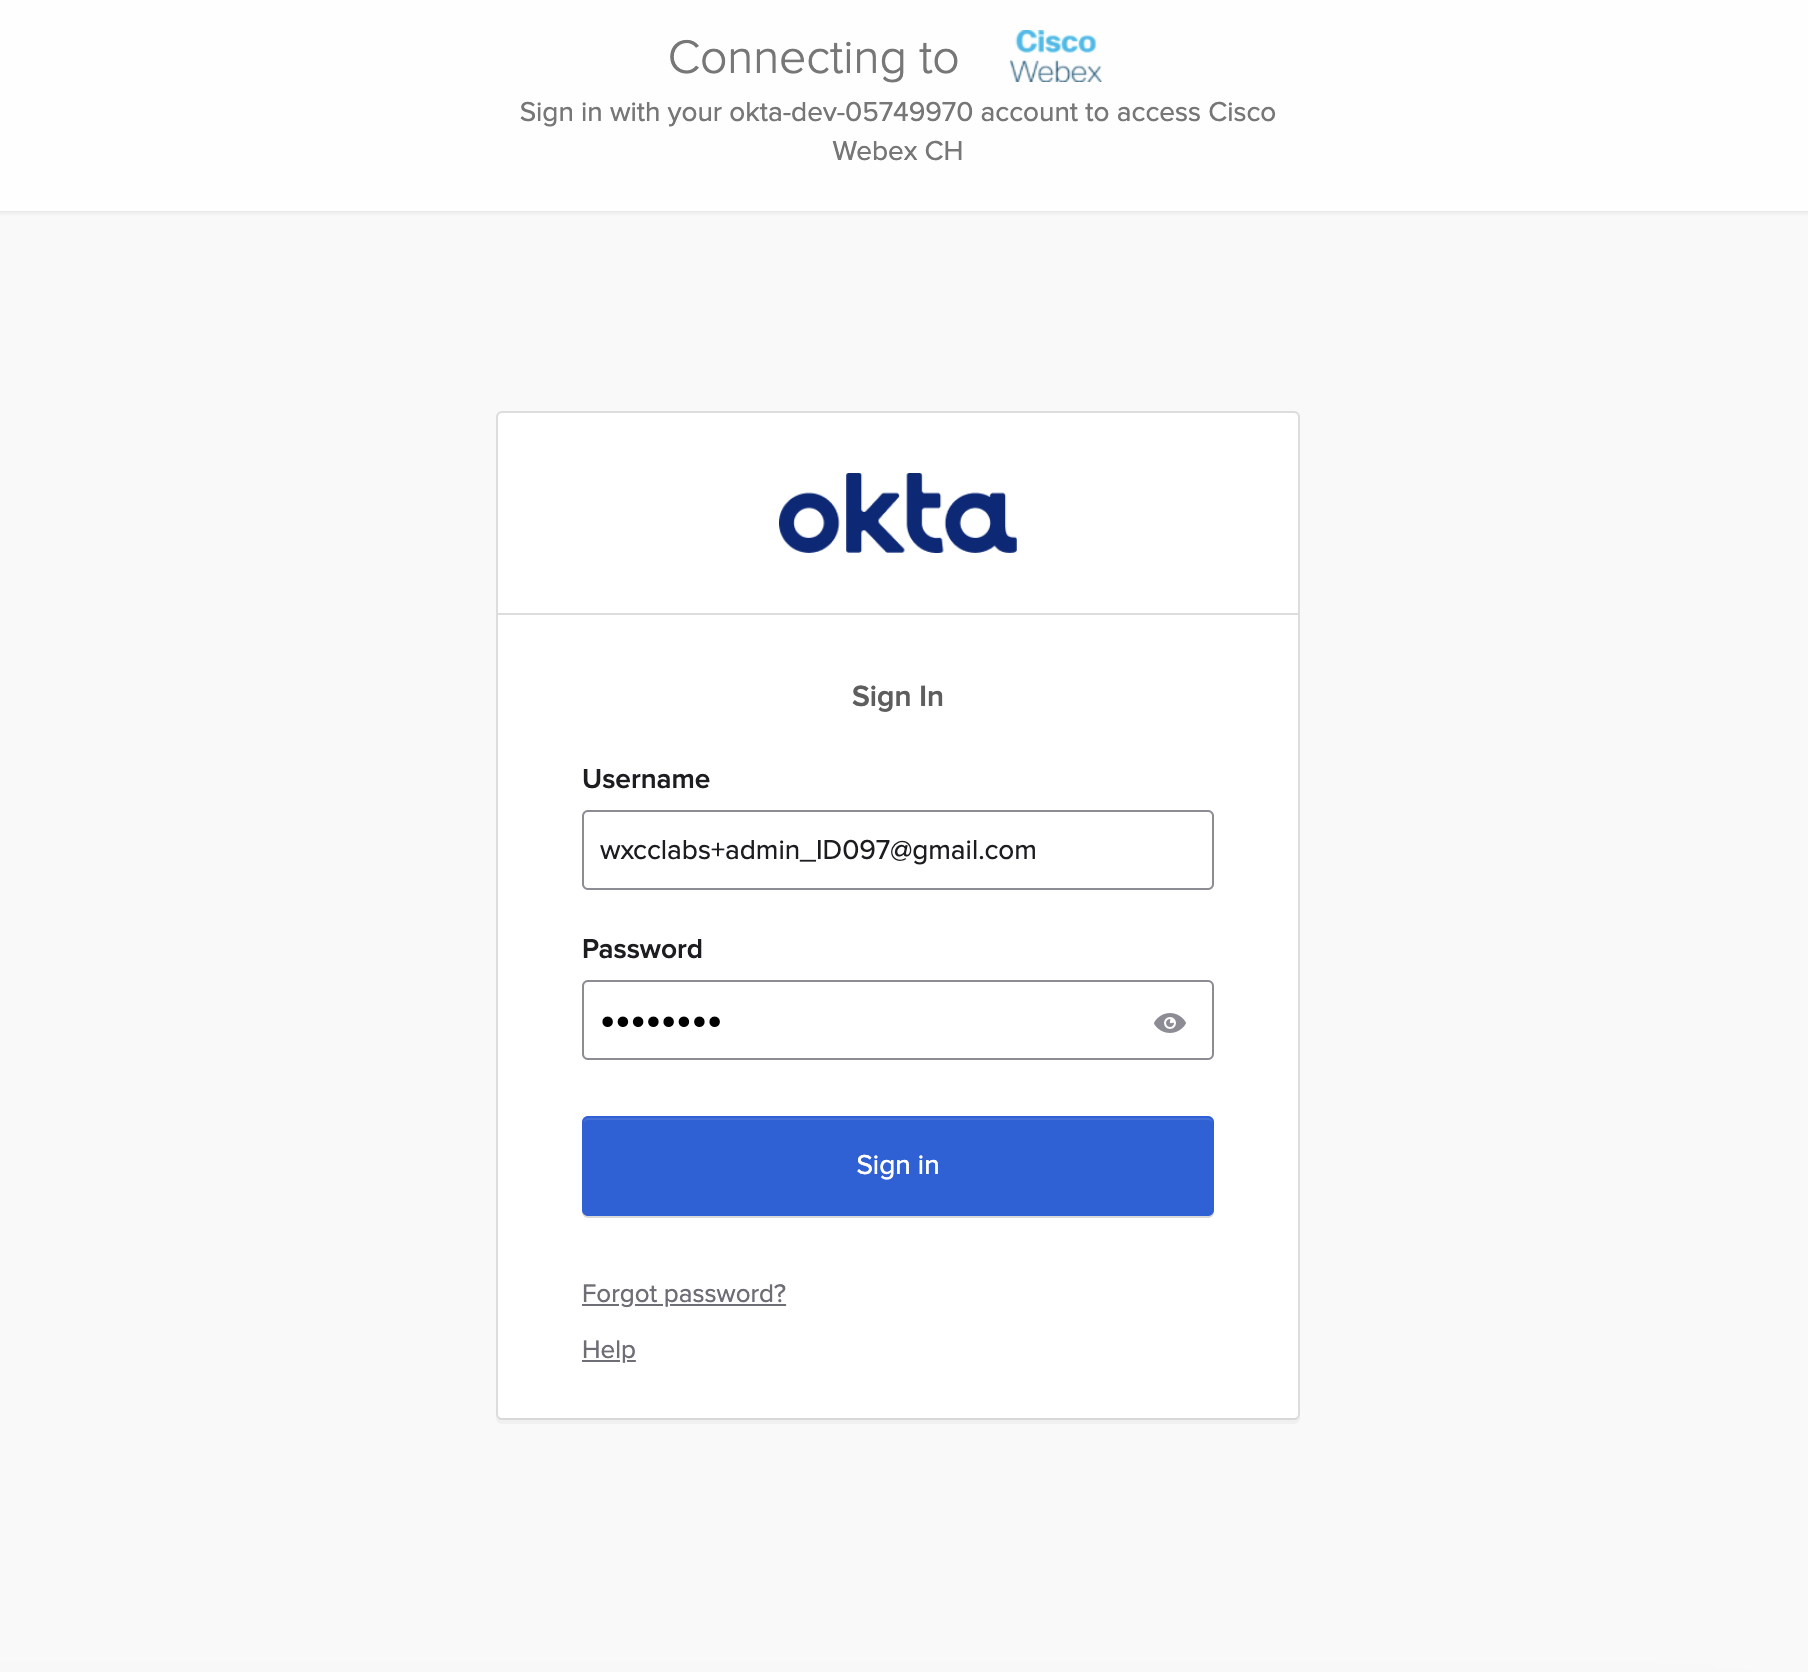 Connecting to
Cisco
Webex
Sign in with your okta-dev-05749970 account to access Cisco
Webex CH
okta
Sign In
Username
wxcclabs+admin_ID097@gmail.com
Password
••••••••
Sign in
Forgot password?
Help